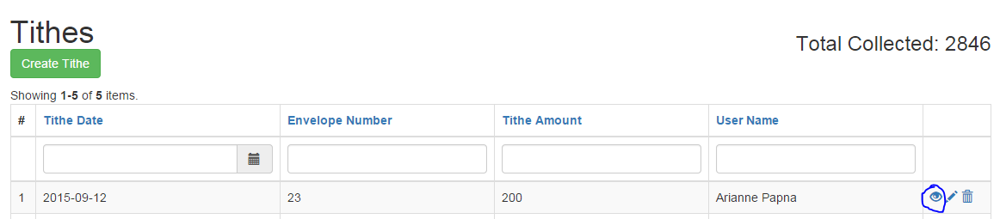 Tithes
Total Collected: 2846
Create Tithe
Showing 1-5 of 5 items.
# Tithe Date Envelope Number Tithe Amount User Name
1 2015-09-12 23 200 Arianne Papna